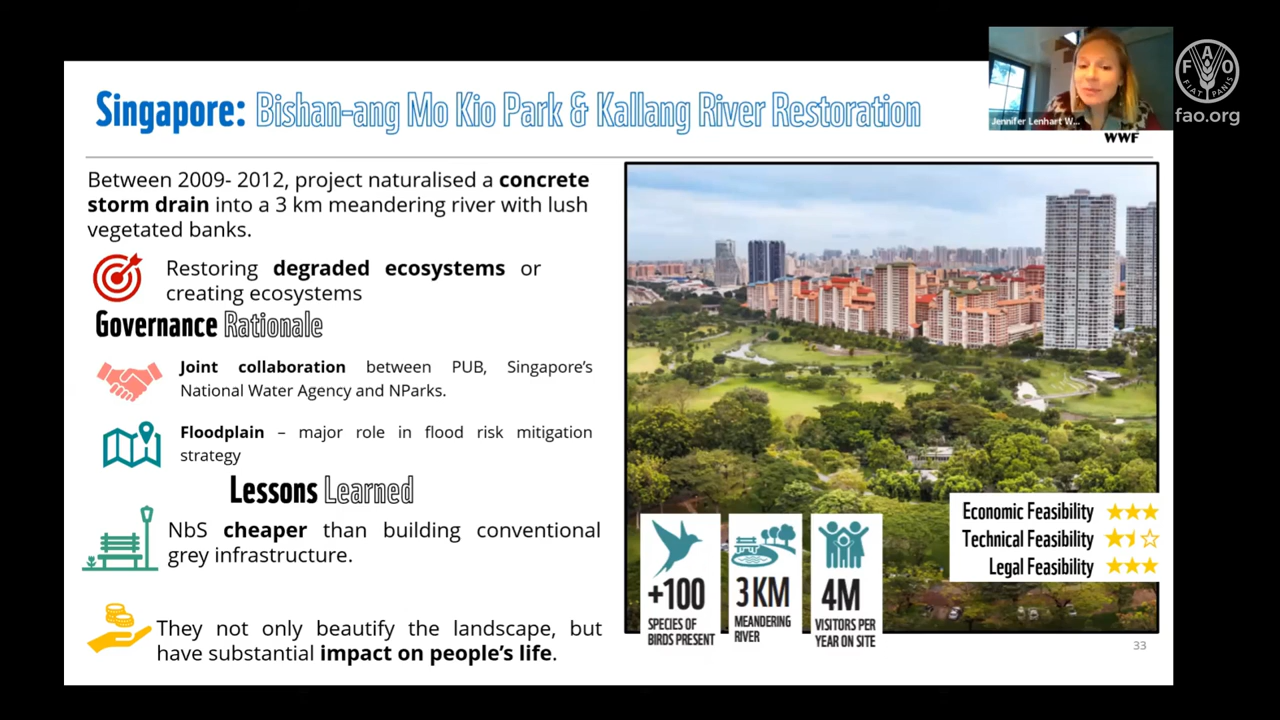 Singapore: Bishan-ang Mo Kio Park & Kallang River Restoration
Jennifer Lenhart W...
WWF
FAO
FIAT PANIS
fao.org
Between 2009- 2012, project naturalised a concrete
storm drain into a 3 km meandering river with lush
vegetated banks.
Restoring degraded ecosystems or
creating ecosystems
Governance Rationale
Joint collaboration between PUB, Singapore's
National Water Agency and NParks.
Floodplain – major role in flood risk mitigation
strategy
Lessons Learned
NbS cheaper than building conventional
grey infrastructure.
They not only beautify the landscape, but
have substantial impact on people's life.
+100
SPECIES OF
BIRDS PRESENT
3 KM
MEANDERING
RIVER
4M
VISITORS PER
YEAR ON SITE
Economic Feasibility
Technical Feasibility
Legal Feasibility
33